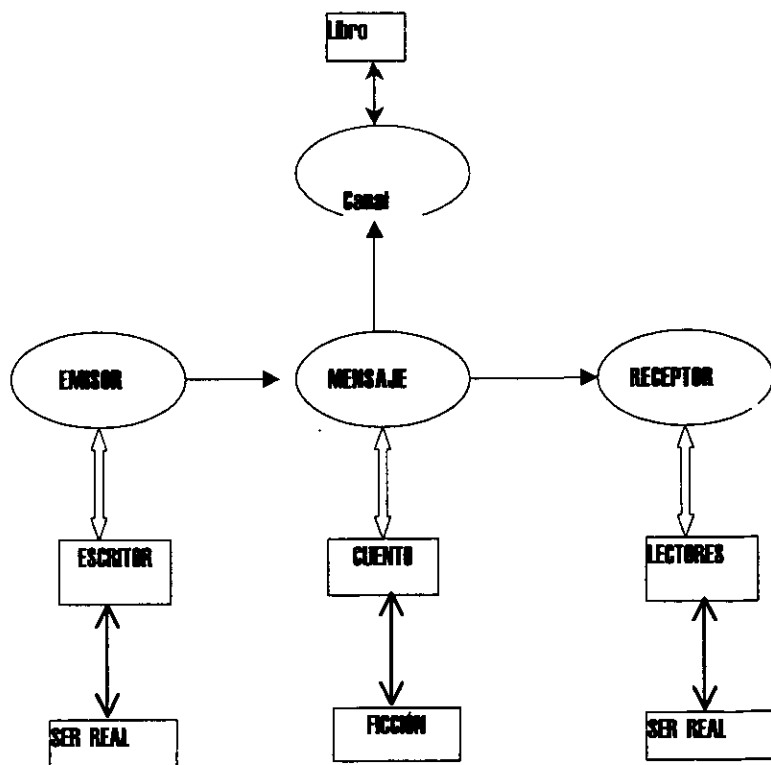 Libro
Canal
EMISOR
MENSAJE
RECEPTOR
ESCRITOR
CUENTO
LECTORES
SER REAL
FICCIÓN
SER REAL